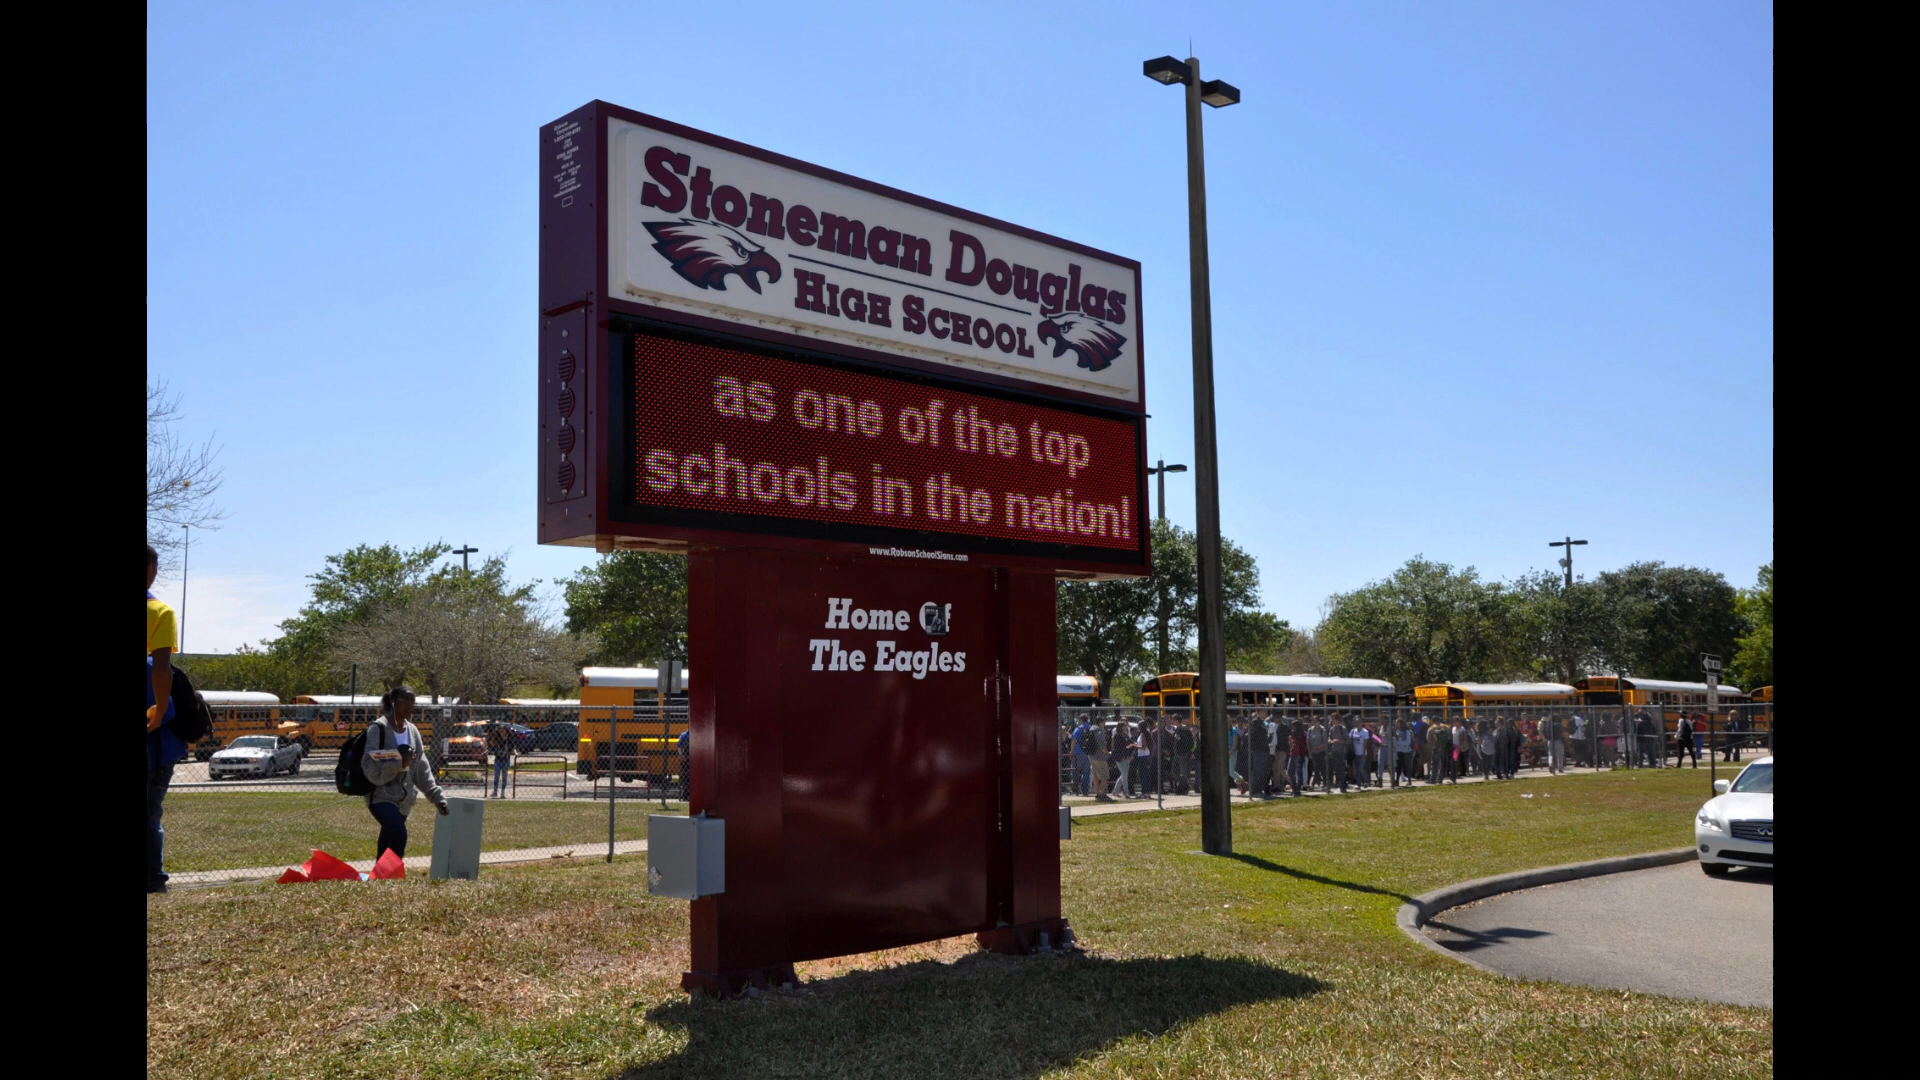 Stoneman Douglas
High School
as one of the top
schools in the nation!
www.RobsonSchoolSigns.com
Home Of
The Eagles